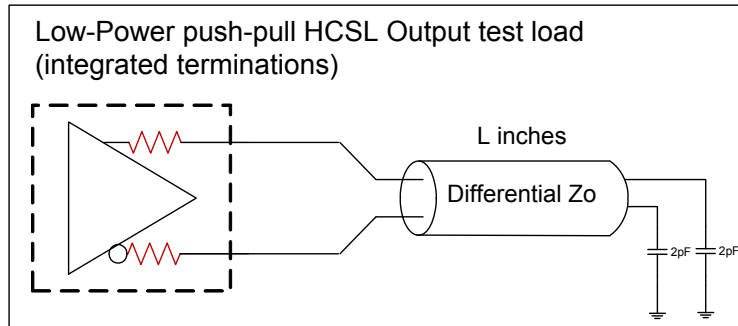 Low-Power push-pull HCSL Output test load
(integrated terminations)
L inches
Differential Zo
2pF
2pF